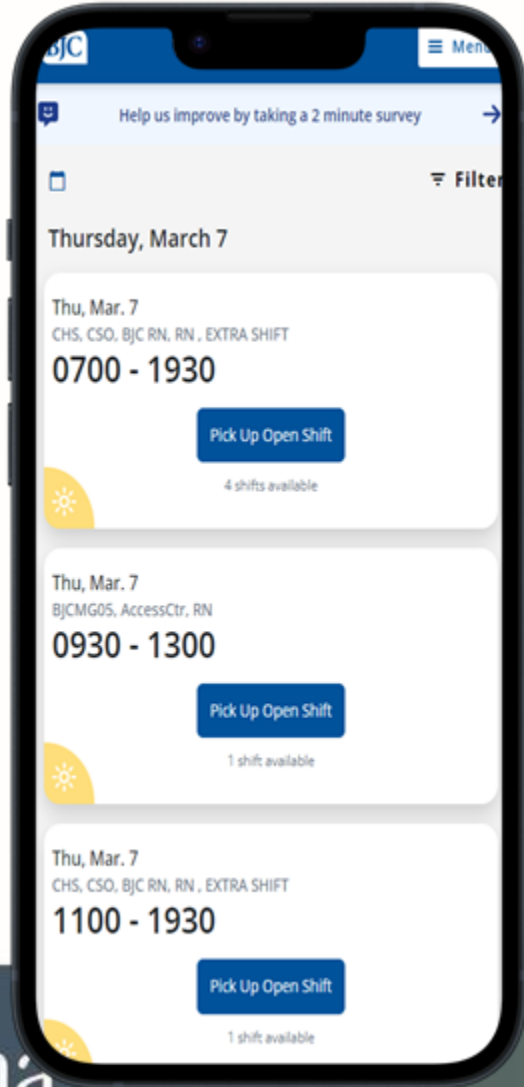 BJC
Menu
Help us improve by taking a 2 minute survey
Filter
Thursday, March 7
Thu, Mar. 7
CHS, CSO, BJC RN, RN , EXTRA SHIFT
0700 - 1930
Pick Up Open Shift
4 shifts available
Thu, Mar. 7
BJCMG05, AccessCtr, RN
0930 - 1300
Pick Up Open Shift
1 shift available
Thu, Mar. 7
CHS, CSO, BJC RN, RN , EXTRA SHIFT
1100 - 1930
Pick Up Open Shift
1 shift available